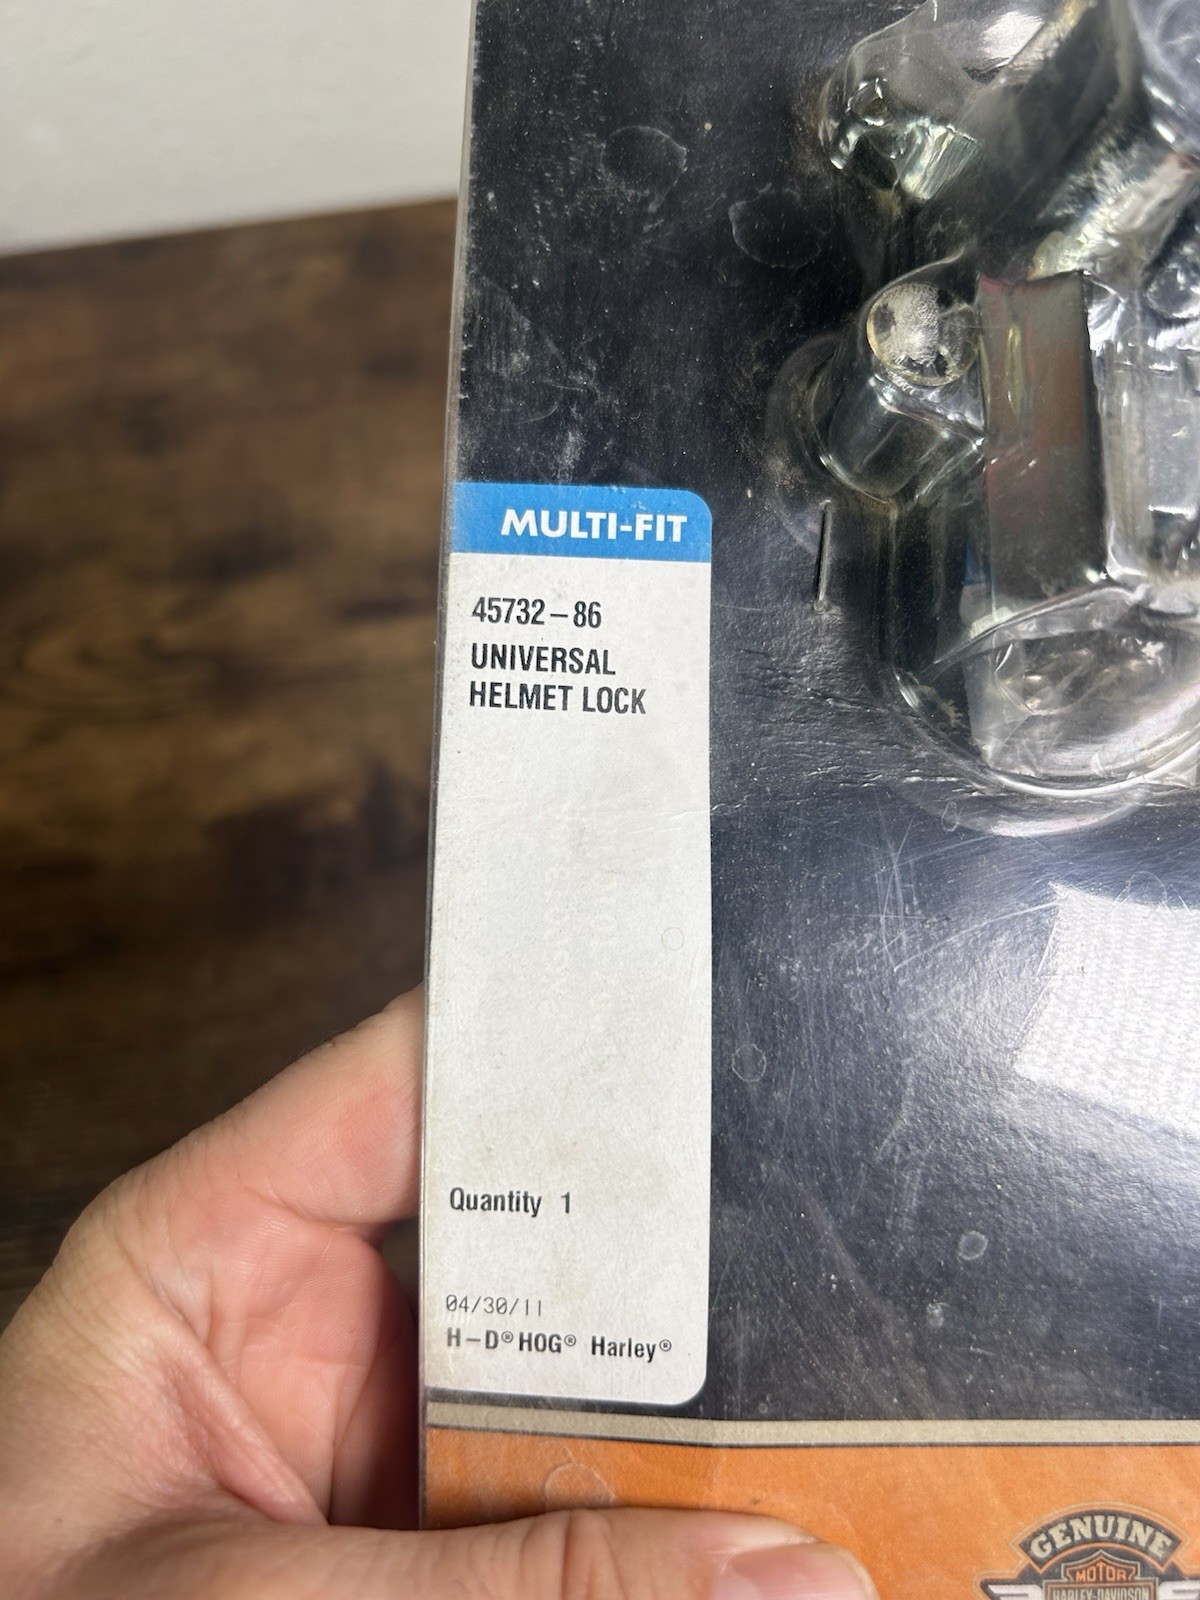 MULTI-FIT
45732-86
UNIVERSAL
HELMET LOCK
Quantity 1
04/30/11
H-D® HOG® Harley®
GENUINE
MOTOR
HARLEY-DAVIDSON